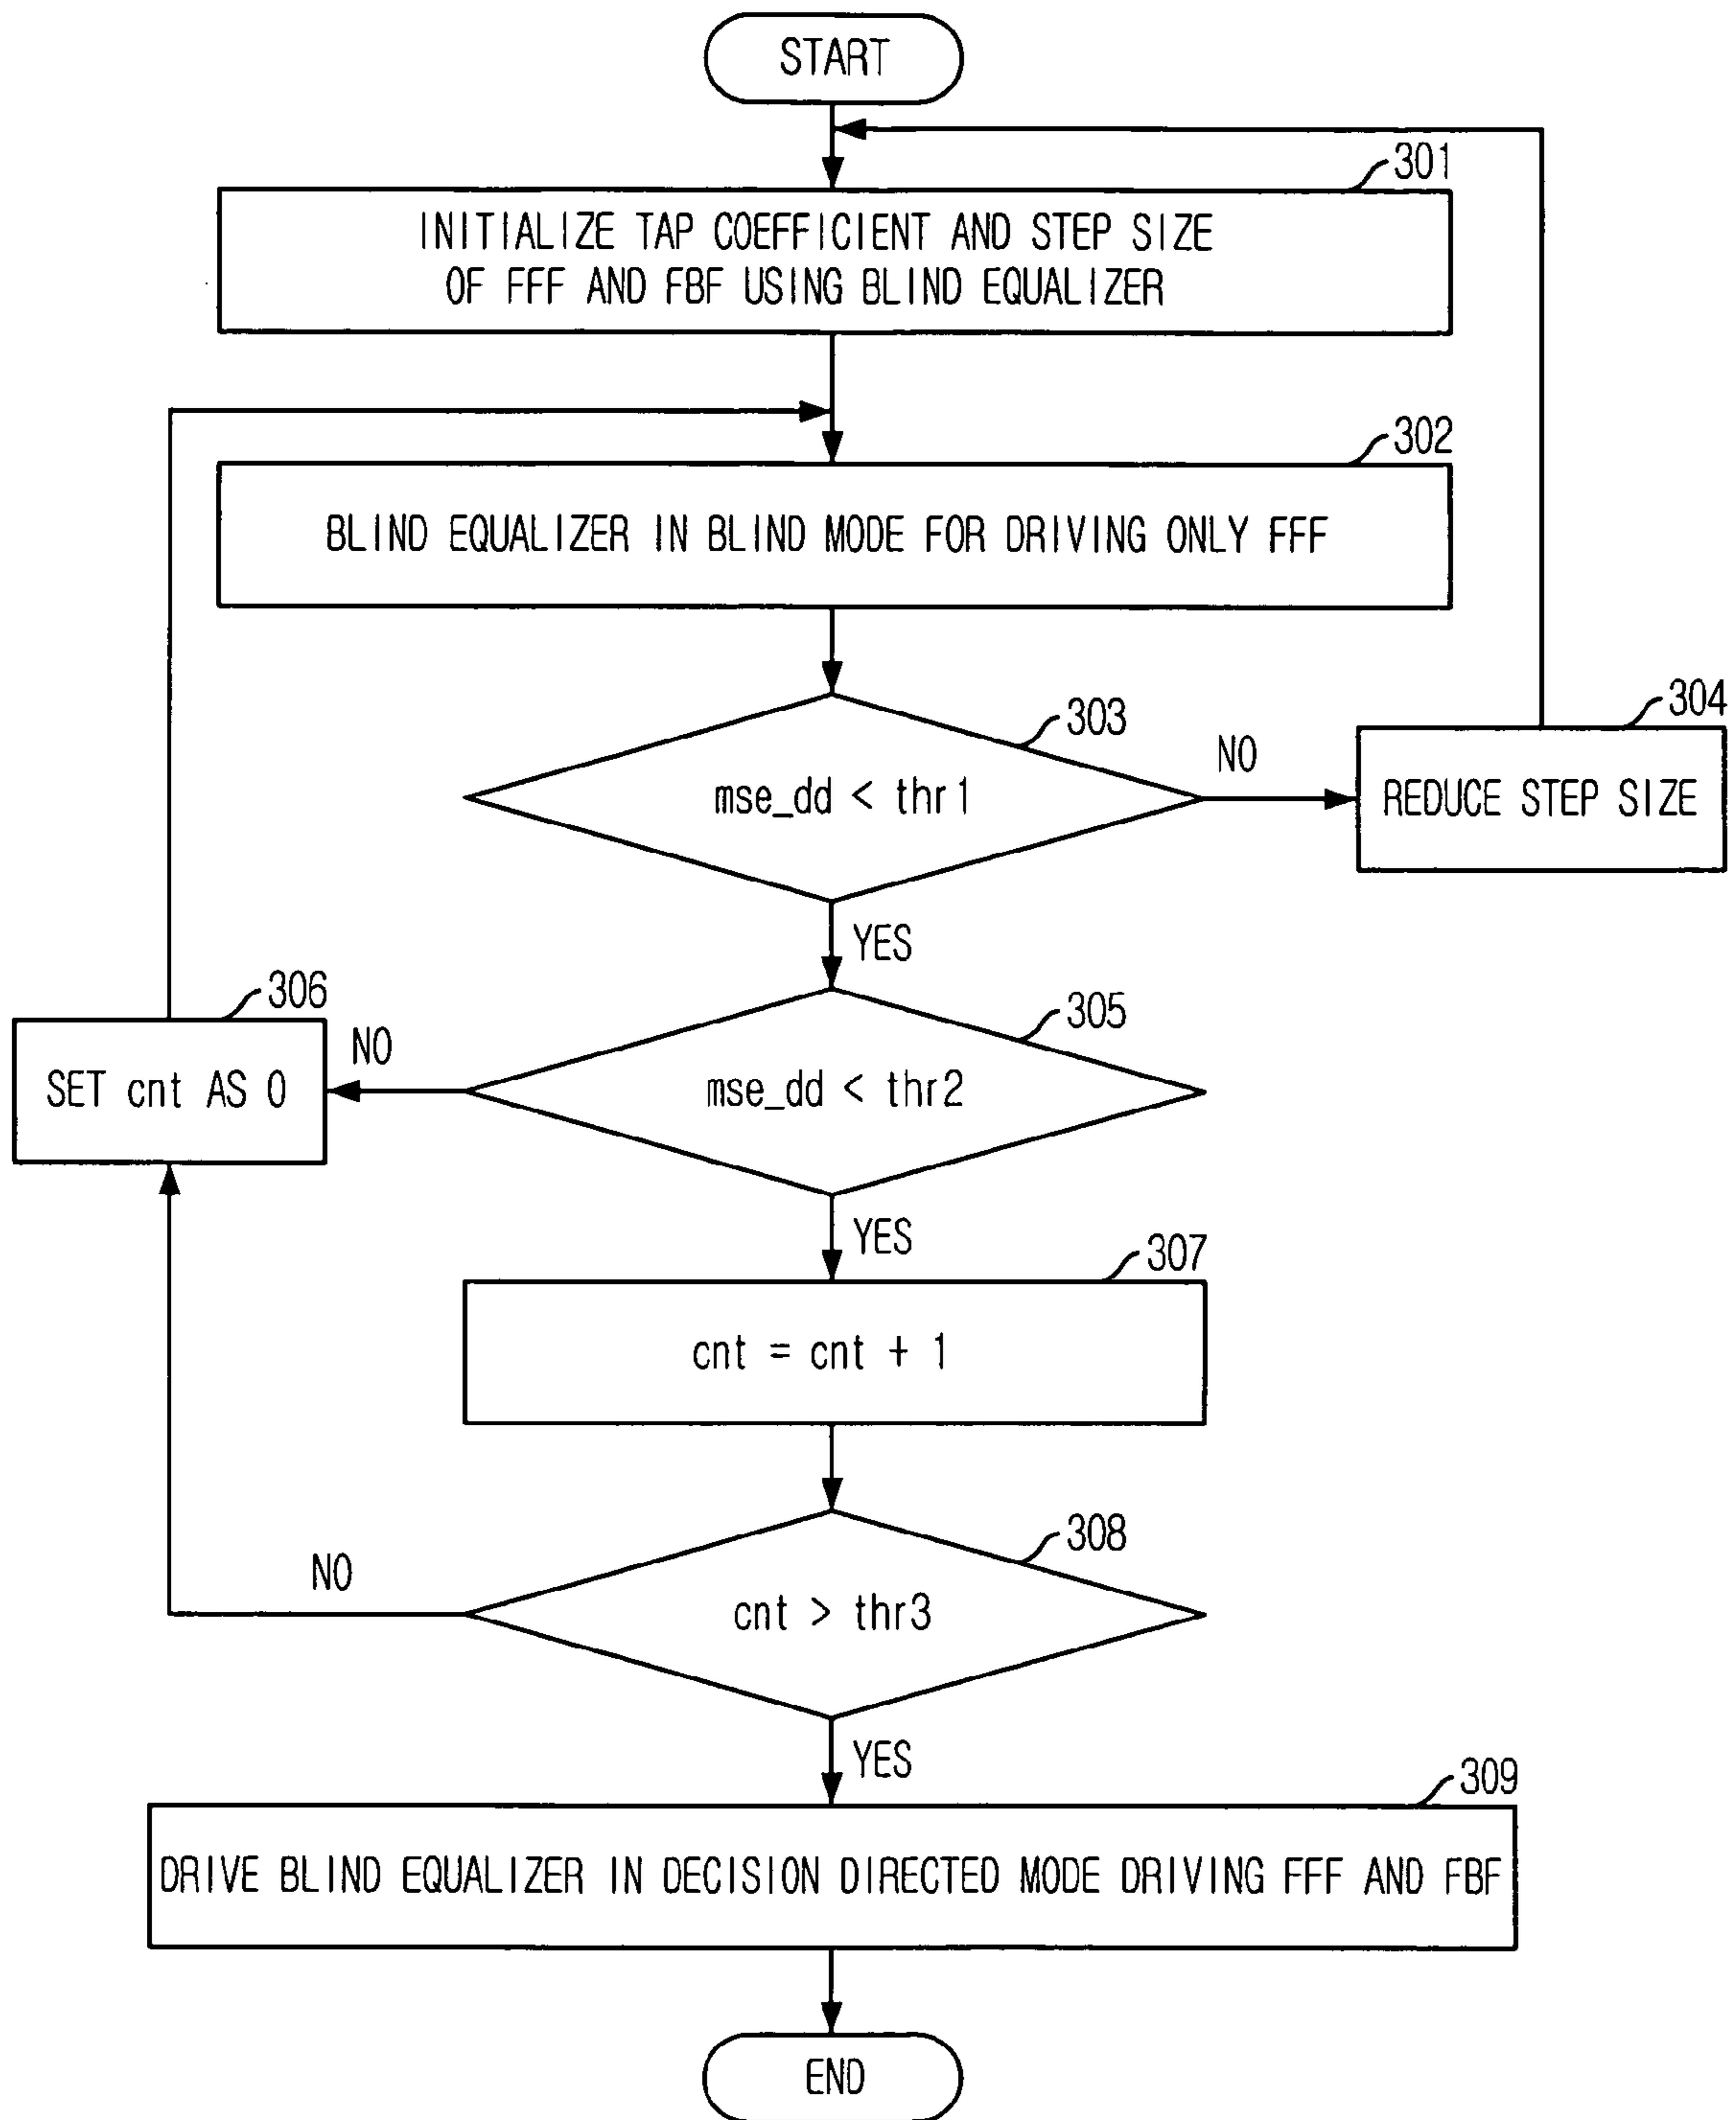 START
301
INITIALIZE TAP COEFFICIENT AND STEP SIZE
OF FFF AND FBF USING BLIND EQUALIZER
302
BLIND EQUALIZER IN BLIND MODE FOR DRIVING ONLY FFF
303
mse_dd < thr1
NO
304
REDUCE STEP SIZE
YES
305
mse_dd < thr2
NO
306
SET cnt AS 0
YES
307
cnt = cnt + 1
308
cnt > thr3
NO
YES
309
DRIVE BLIND EQUALIZER IN DECISION DIRECTED MODE DRIVING FFF AND FBF
END